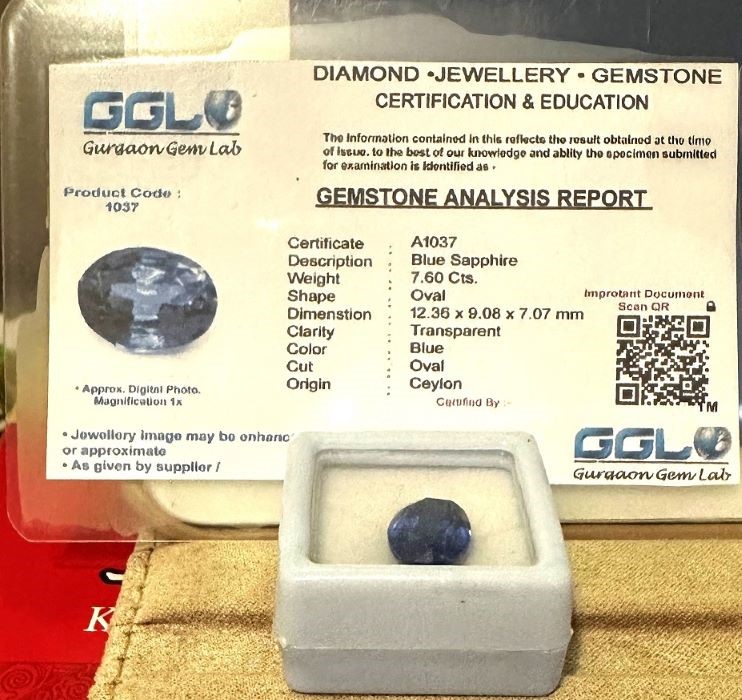 GGL
Gurgaon Gem Lab
DIAMOND •JEWELLERY • GEMSTONE
CERTIFICATION & EDUCATION
The Information contained in this reflects the result obtained at the time
of issue. to the best of our knowledge and ablity the specimen submitted
for examination is identified as -
GEMSTONE ANALYSIS REPORT
Product Code :
1037
Certificate : A1037
Description : Blue Sapphire
Weight : 7.60 Cts.
Shape : Oval
Dimenstion : 12.36 x 9.08 x 7.07 mm
Clarity : Transparent
Color : Blue
Cut : Oval
Origin : Ceylon
Certified By :-
Improtant Document
Scan QR
TM
• Approx. Digital Photo.
Magnification 1x
• Jewellory image may be enhanc
or approximate
• As given by supplier /
GGL
Gurgaon Gem Lab
K